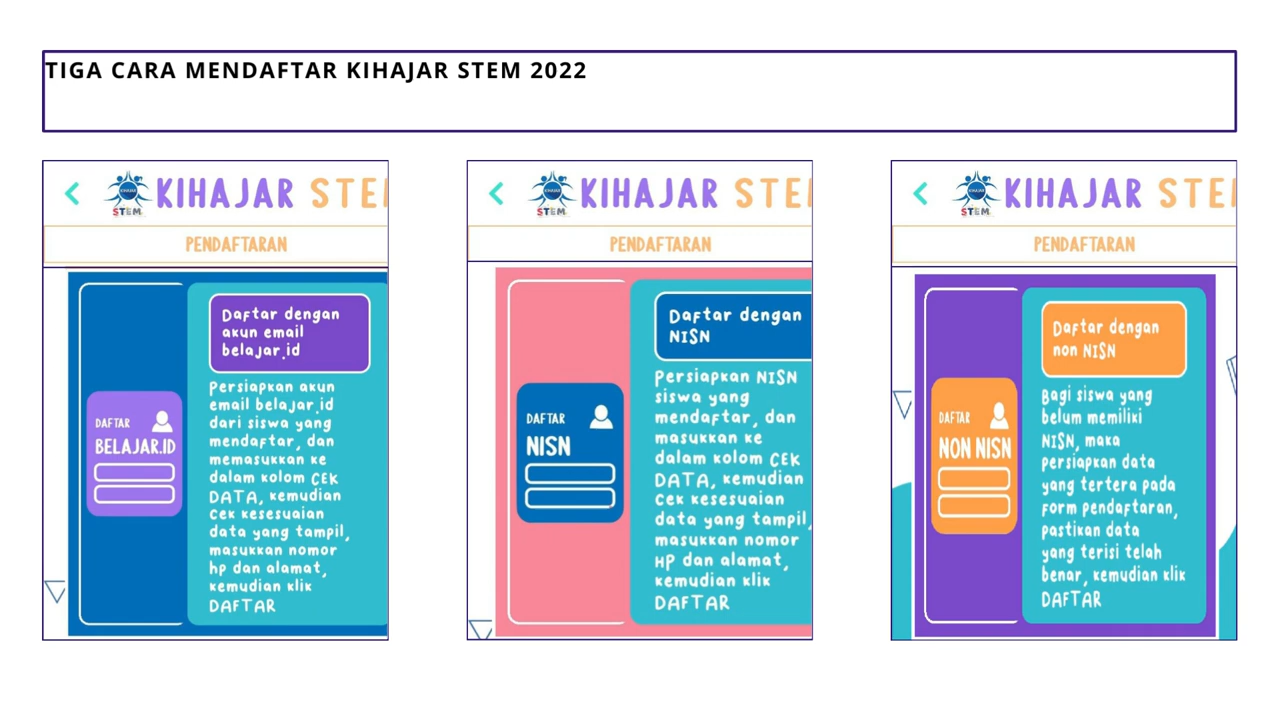 TIGA CARA MENDAFTAR KIHAJAR STEM 2022
KIHAJAR
STEM
KIHAJAR STEM
PENDAFTARAN
DAFTAR
BELAJAR.ID
Daftar dengan
akun email
belajar.id
Persiapkan akun
email belajar.id
dari siswa yang
mendaftar, dan
memasukkan ke
dalam kolom CEK
DATA, kemudian
cek kesesuaian
data yang tampil,
masukkan nomor
hp dan alamat,
kemudian klik
DAFTAR
KIHAJAR
STEM
KIHAJAR STE
PENDAFTARAN
DAFTAR
NISN
Daftar dengan
NISN
Persiapkan NISN
siswa yang
mendaftar, dan
masukkan ke
dalam kolom CEK
DATA, kemudian
cek kesesuaian
data yang tampil,
masukkan nomor
HP dan alamat,
kemudian klik
DAFTAR
KIHAJAR
STEM
KIHAJAR STE
PENDAFTARAN
DAFTAR
NON NISN
Daftar dengan
non NISN
Bagi siswa yang
belum memiliki
NISN, maka
persiapkan data
yang tertera pada
form pendaftaran,
pastikan data
yang terisi telah
benar, kemudian klik
DAFTAR